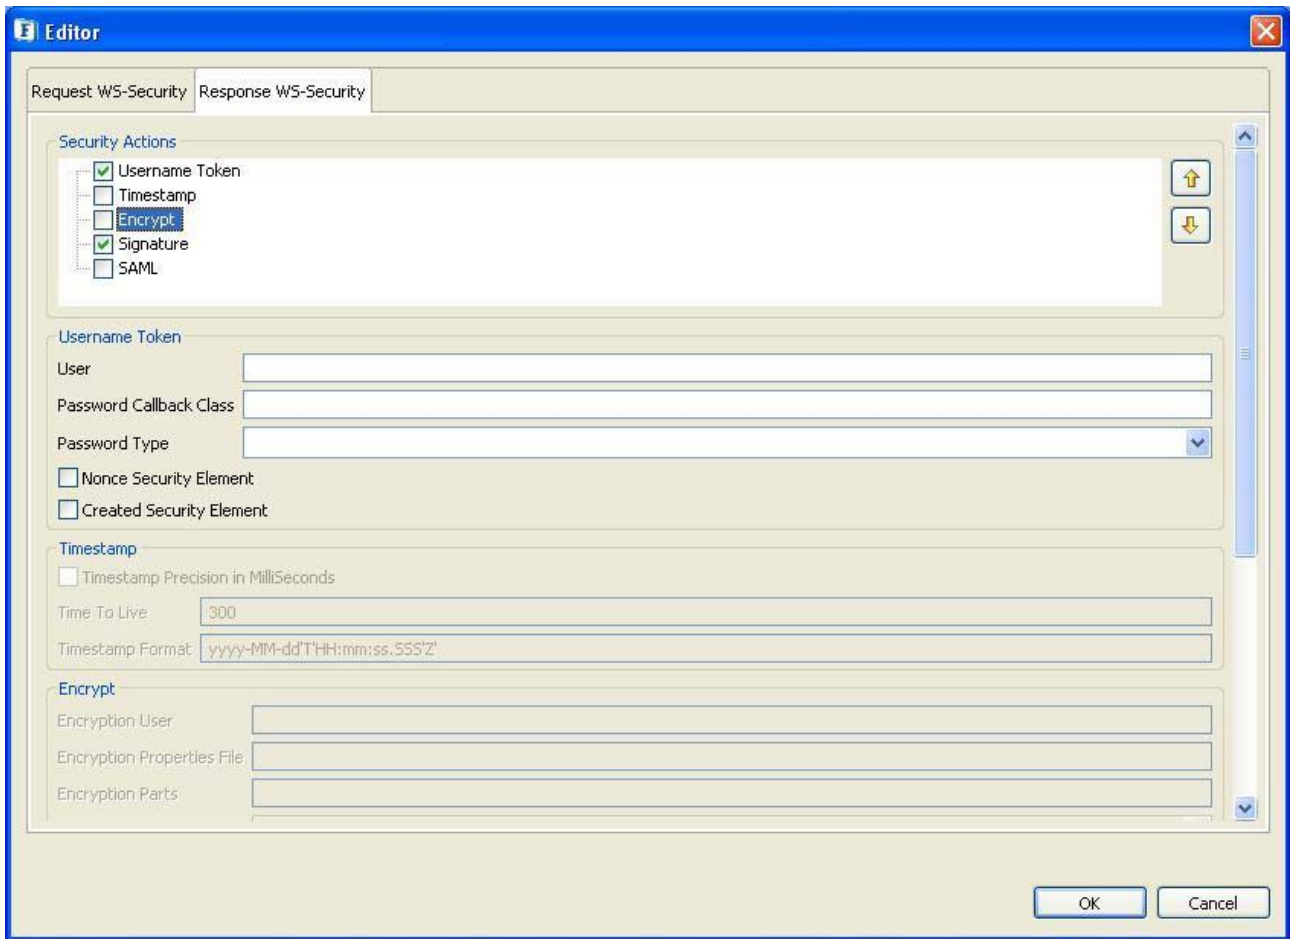 Editor
Request WS-Security Response WS-Security
Security Actions
Username Token
Timestamp
Encrypt
Signature
SAML
Username Token
User
Password Callback Class
Password Type
Nonce Security Element
Created Security Element
Timestamp
Timestamp Precision in MilliSeconds
Time To Live 300
Timestamp Format yyyy-MM-dd'T'HH:mm:ss.SSS'Z'
Encrypt
Encryption User
Encryption Properties File
Encryption Parts
OK Cancel